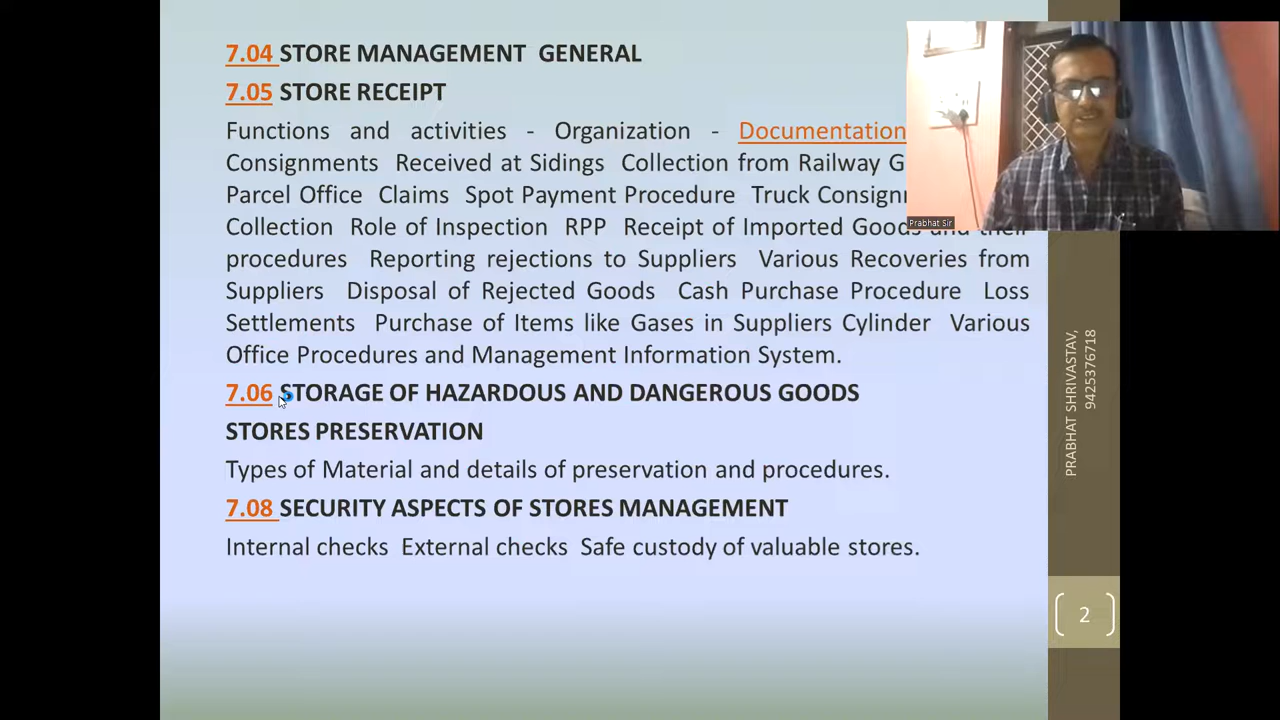 7.04 STORE MANAGEMENT GENERAL
7.05 STORE RECEIPT
Functions and activities - Organization - Documentation
Consignments Received at Sidings Collection from Railway G
Parcel Office Claims Spot Payment Procedure Truck Consign
Collection Role of Inspection RPP Receipt of Imported Goods and their
procedures Reporting rejections to Suppliers Various Recoveries from
Suppliers Disposal of Rejected Goods Cash Purchase Procedure Loss
Settlements Purchase of Items like Gases in Suppliers Cylinder Various
Office Procedures and Management Information System.
7.06 STORAGE OF HAZARDOUS AND DANGEROUS GOODS
STORES PRESERVATION
Types of Material and details of preservation and procedures.
7.08 SECURITY ASPECTS OF STORES MANAGEMENT
Internal checks External checks Safe custody of valuable stores.
Prabhat Sir
PRABHAT SHRIVASTAV,
9425376718
2